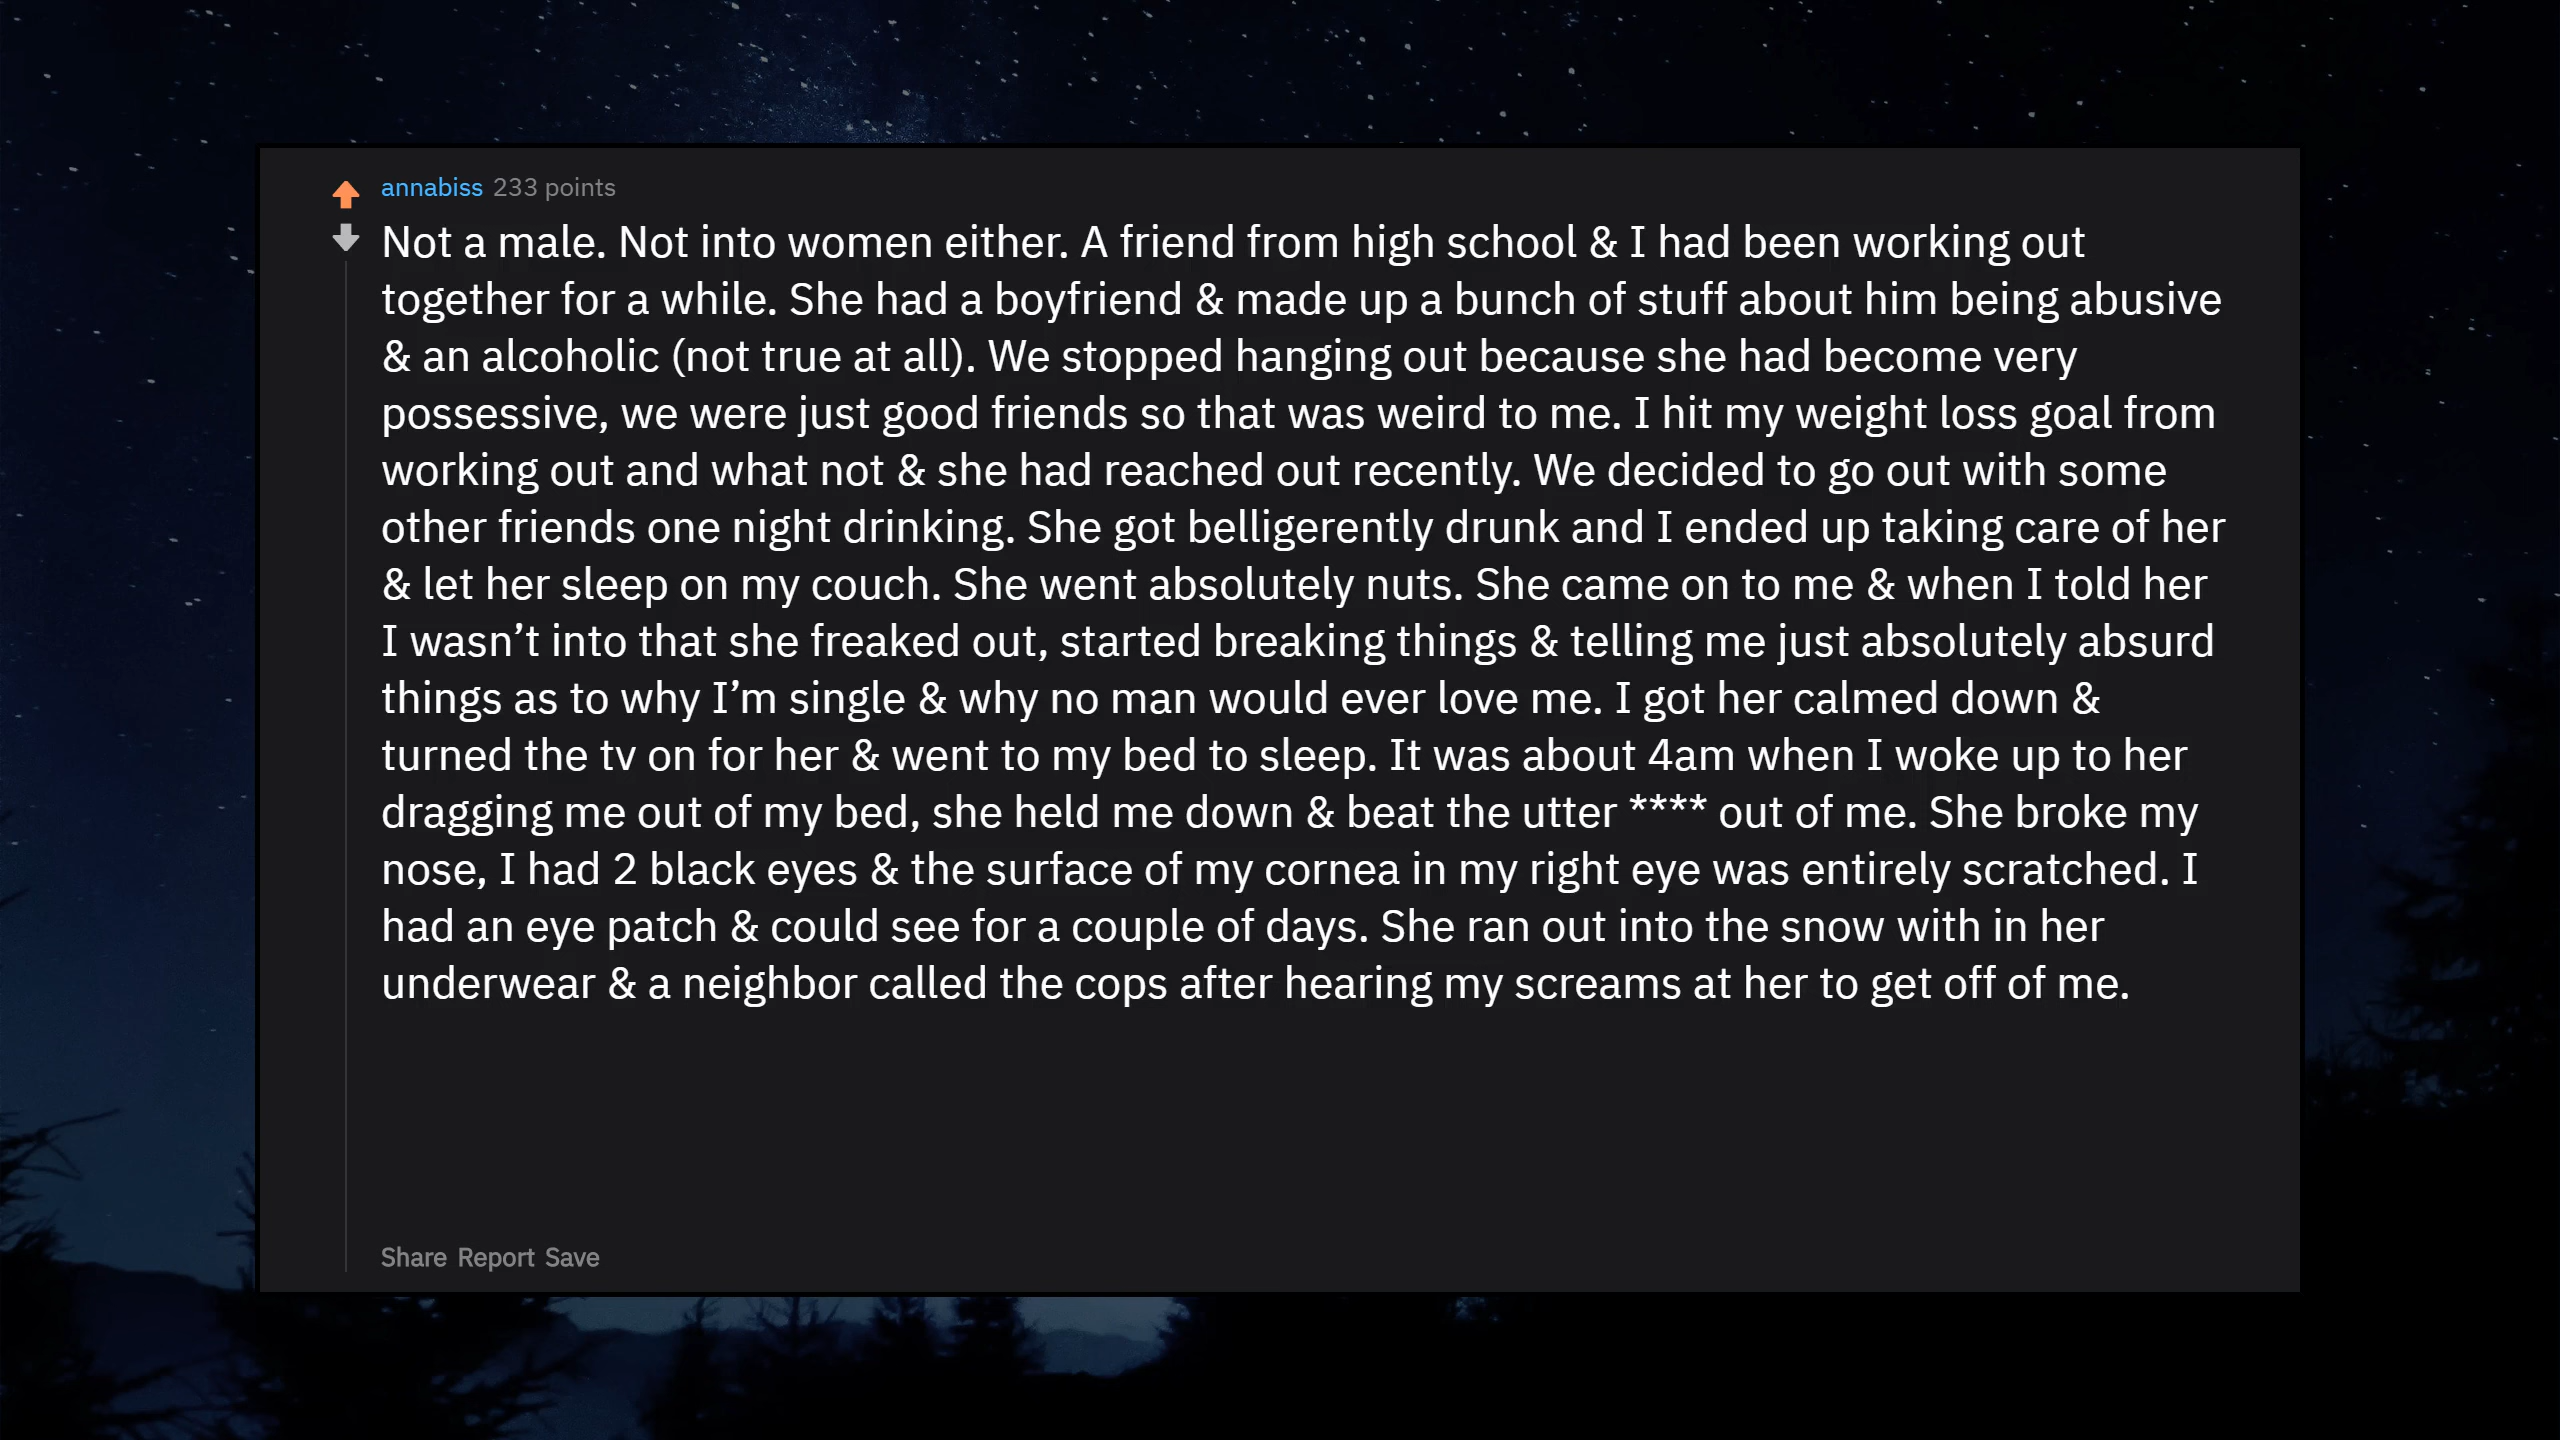 annabiss 233 points
Not a male. Not into women either. A friend from high school & I had been working out
together for a while. She had a boyfriend & made up a bunch of stuff about him being abusive
& an alcoholic (not true at all). We stopped hanging out because she had become very
possessive, we were just good friends so that was weird to me. I hit my weight loss goal from
working out and what not & she had reached out recently. We decided to go out with some
other friends one night drinking. She got belligerently drunk and I ended up taking care of her
& let her sleep on my couch. She went absolutely nuts. She came on to me & when I told her
I wasn’t into that she freaked out, started breaking things & telling me just absolutely absurd
things as to why I’m single & why no man would ever love me. I got her calmed down &
turned the tv on for her & went to my bed to sleep. It was about 4am when I woke up to her
dragging me out of my bed, she held me down & beat the utter **** out of me. She broke my
nose, I had 2 black eyes & the surface of my cornea in my right eye was entirely scratched. I
had an eye patch & could see for a couple of days. She ran out into the snow with in her
underwear & a neighbor called the cops after hearing my screams at her to get off of me.
Share Report Save